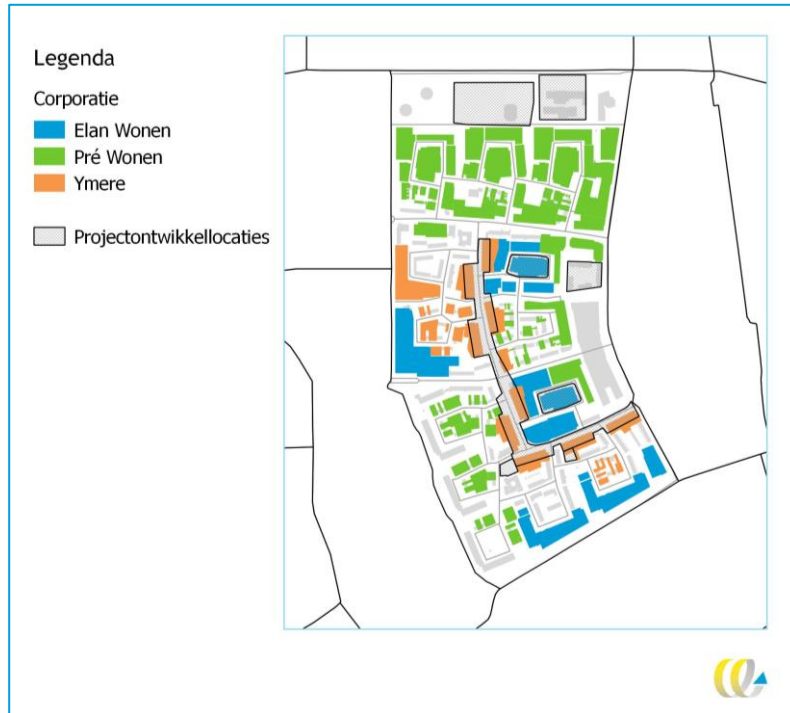 Legenda
Corporatie
Elan Wonen
Pré Wonen
Ymere
Projectontwikkellocaties